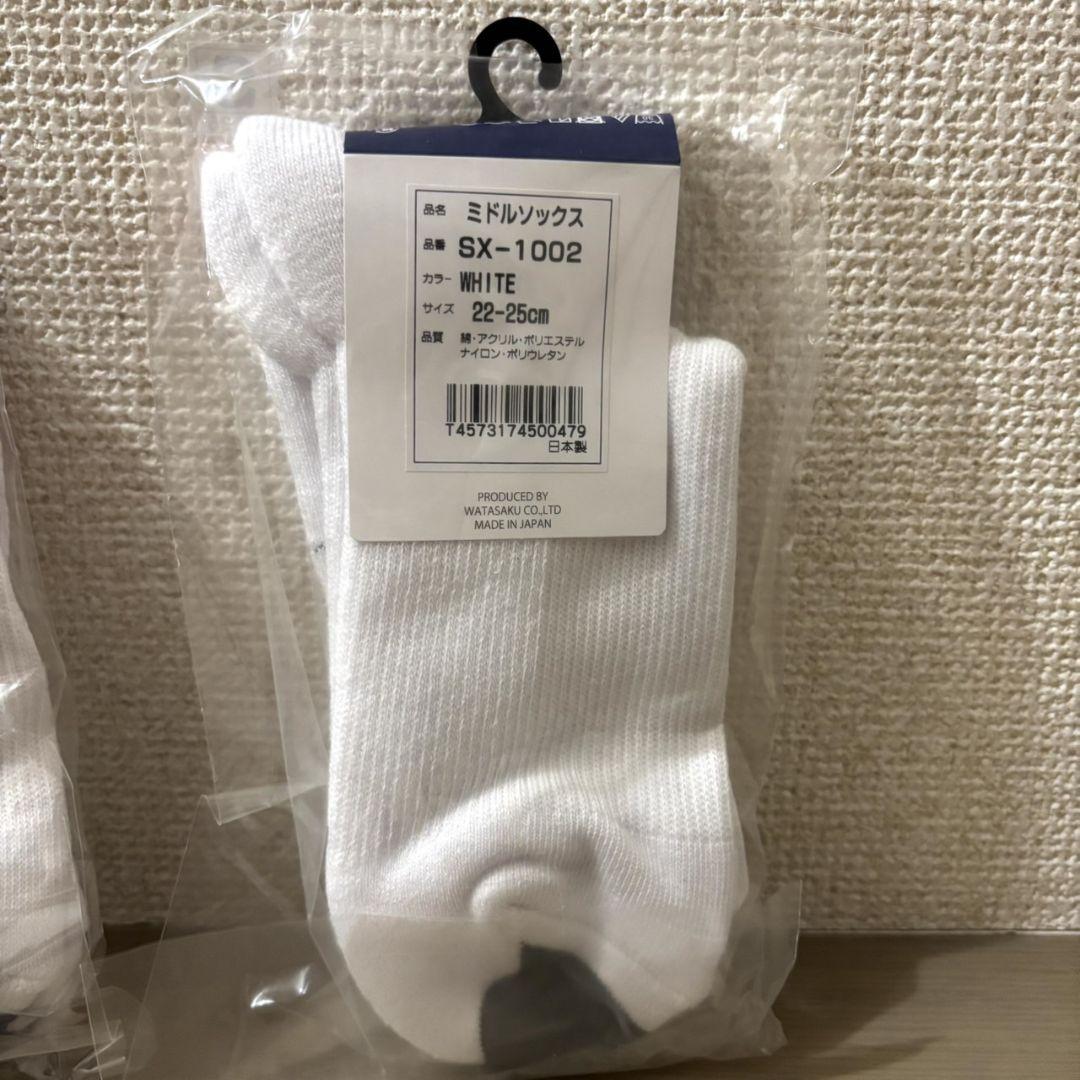 品名 ミドルソックス
品番 SX-1002
カラー WHITE
サイズ 22-25cm
品質 綿・アクリル・ポリエステル
ナイロン・ポリウレタン
T4573174500479
日本製
PRODUCED BY
WATASAKU CO.,LTD
MADE IN JAPAN